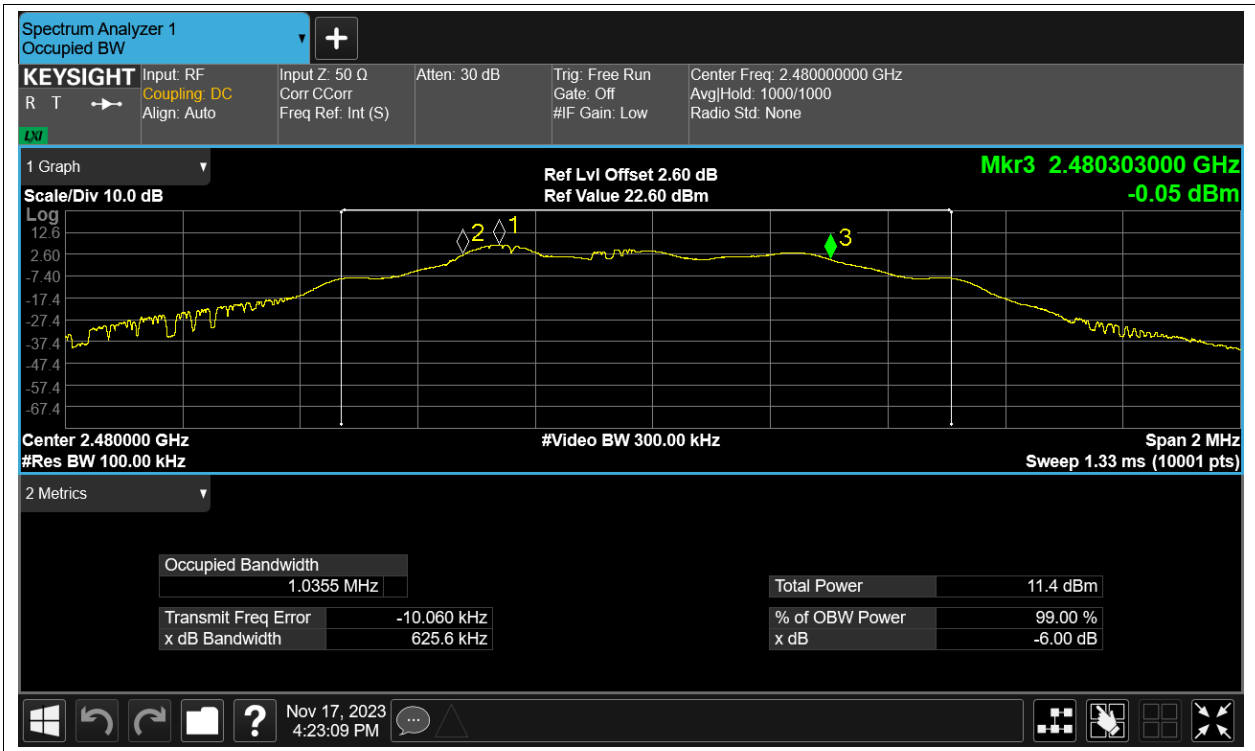 Spectrum Analyzer 1
Occupied BW
KEYSIGHT
R T
LXI
Input: RF
Coupling: DC
Align: Auto
Input Z: 50 Ω
Corr CCorr
Freq Ref: Int (S)
Atten: 30 dB
Trig: Free Run
Gate: Off
#IF Gain: Low
Center Freq: 2.480000000 GHz
Avg|Hold: 1000/1000
Radio Std: None
1 Graph
Scale/Div 10.0 dB
Ref Lvl Offset 2.60 dB
Ref Value 22.60 dBm
Mkr3 2.480303000 GHz
-0.05 dBm
Log
12.6
2.60
-7.40
-17.4
-27.4
-37.4
-47.4
-57.4
-67.4
2
1
3
Center 2.480000 GHz
#Res BW 100.00 kHz
#Video BW 300.00 kHz
Span 2 MHz
Sweep 1.33 ms (10001 pts)
2 Metrics
Occupied Bandwidth
1.0355 MHz
Transmit Freq Error -10.060 kHz
x dB Bandwidth 625.6 kHz
Total Power 11.4 dBm
% of OBW Power 99.00 %
x dB -6.00 dB
?
Nov 17, 2023
4:23:09 PM